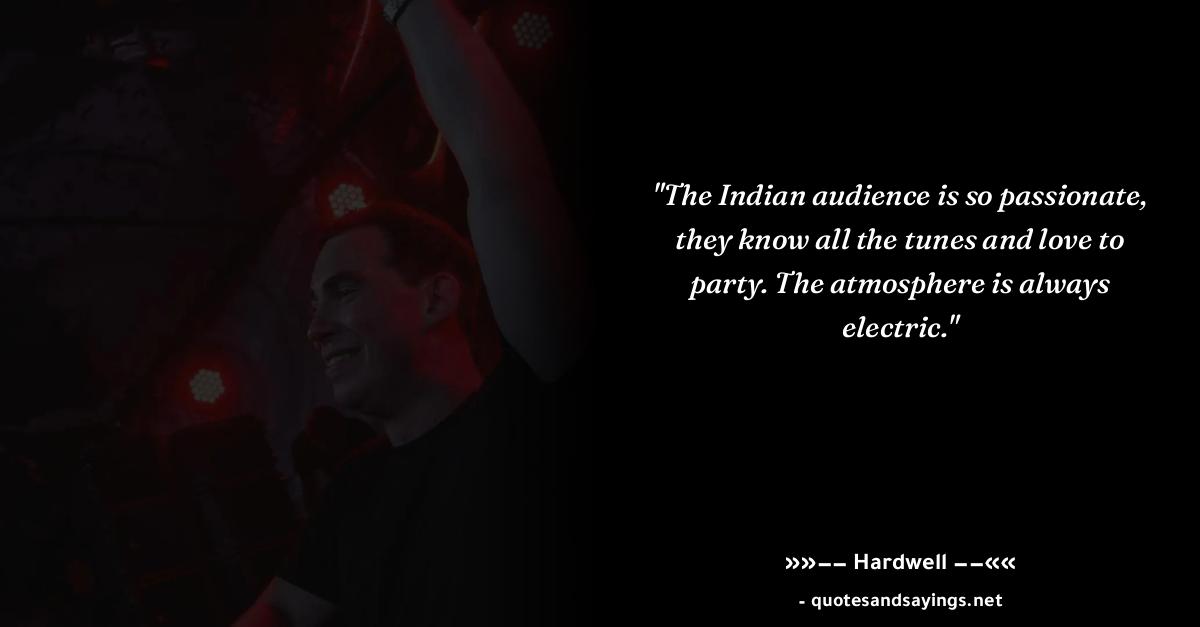 "The Indian audience is so passionate,
they know all the tunes and love to
party. The atmosphere is always
electric."
»»−− Hardwell −−««
- quotesandsayings.net